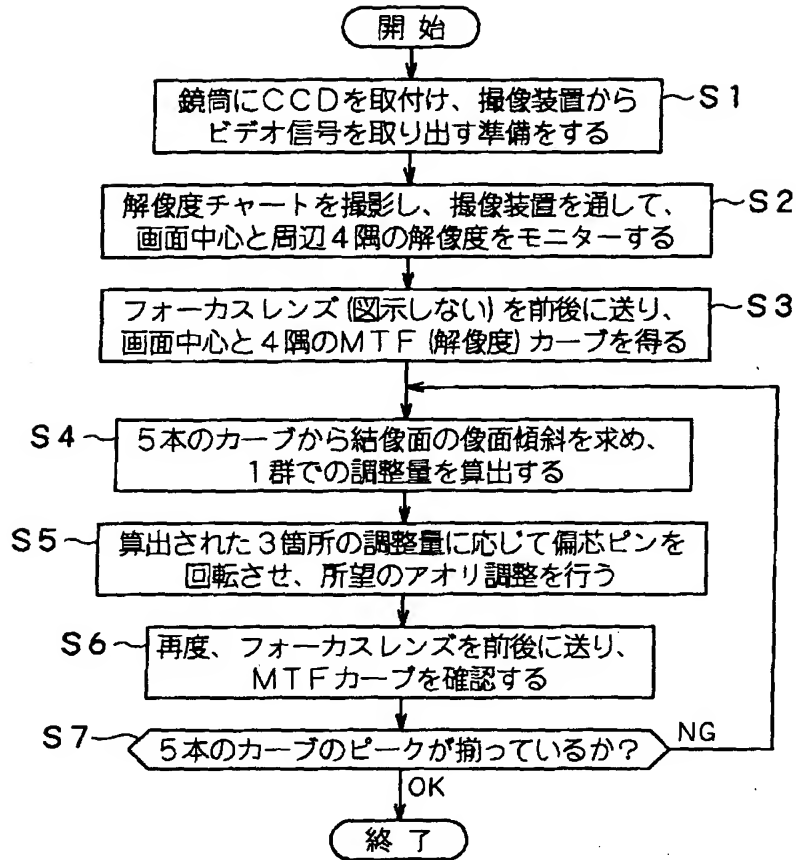 開始
鏡筒にCCDを取付け、撮像装置から
ビデオ信号を取り出す準備をする
S1
解像度チャートを撮影し、撮像装置を通して、
画面中心と周辺4隅の解像度をモニターする
S2
フォーカスレンズ(図示しない)を前後に送り、
画面中心と4隅のMTF(解像度)カーブを得る
S3
S4
5本のカーブから結像面の像面傾斜を求め、
1群での調整量を算出する
S5
算出された3箇所の調整量に応じて偏芯ピンを
回転させ、所望のアオリ調整を行う
S6
再度、フォーカスレンズを前後に送り、
MTFカーブを確認する
S7
5本のカーブのピークが揃っているか?
NG
OK
終了